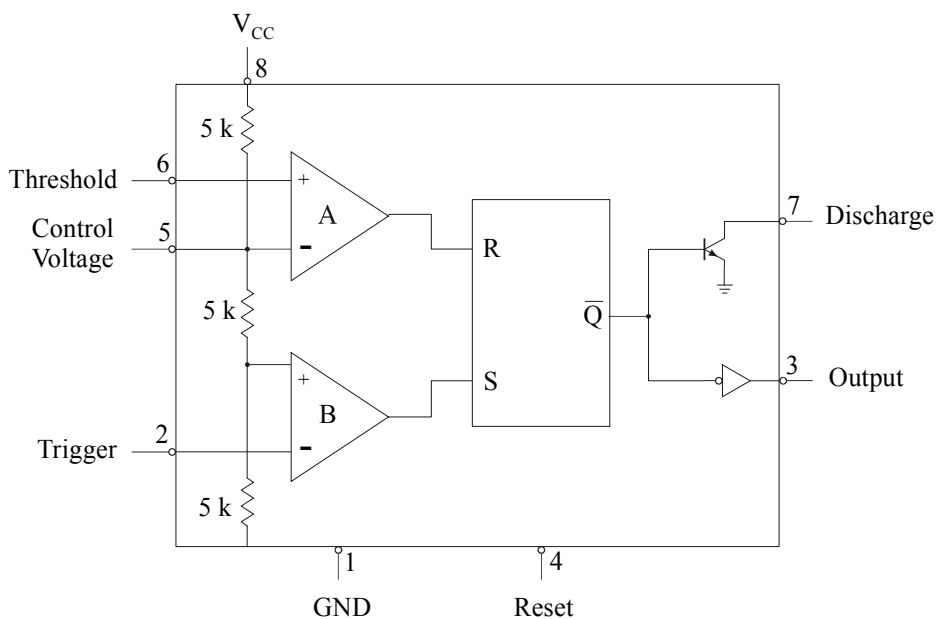 V_CC
8
5 k
6
Threshold
+
A
7
Discharge
Control
Voltage
5
-
R
5 k
Q̅
+
S
3
Output
B
2
Trigger
-
5 k
1
4
GND
Reset